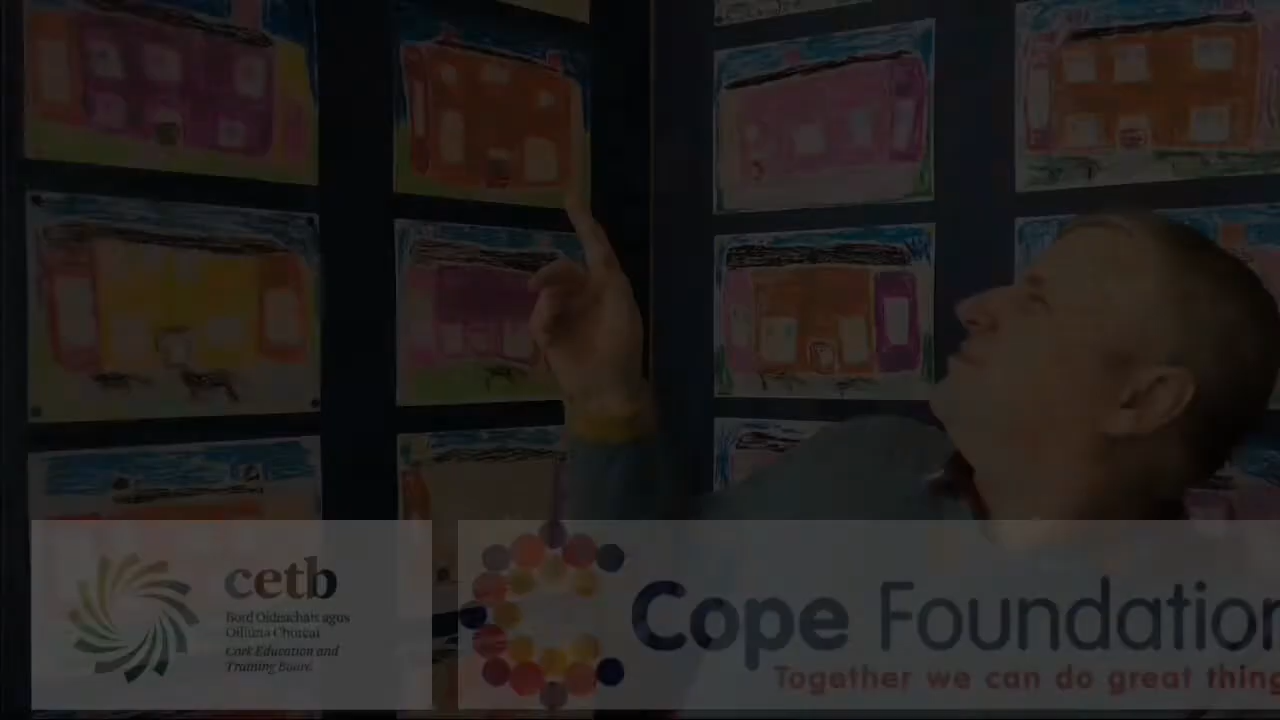 cetb
Bord Oideachais agus
Oiliúna Chorcaí
Cork Education and
Training Board
Cope Foundation
Together we can do great thing